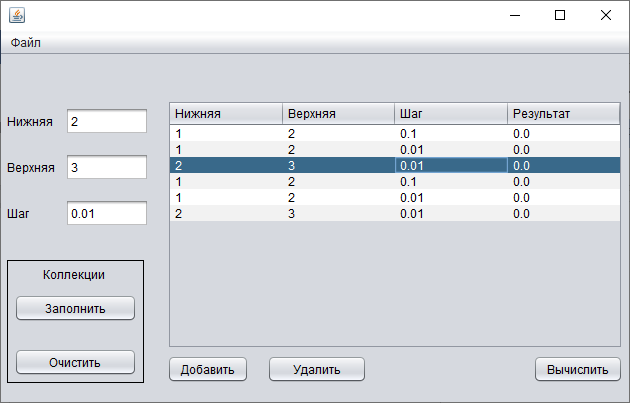 Файл
Нижняя 2
Верхняя 3
Шаг 0.01
Коллекции
Заполнить
Очистить
Нижняя Верхняя Шаг Результат
1 2 0.1 0.0
1 2 0.01 0.0
2 3 0.01 0.0
1 2 0.1 0.0
1 2 0.01 0.0
2 3 0.01 0.0
Добавить Удалить Вычислить